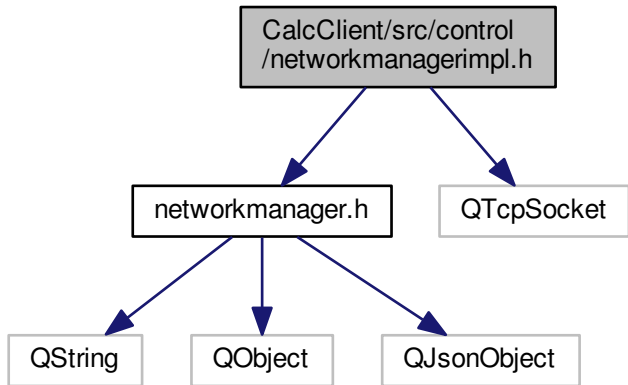 CalcClient/src/control
/networkmanagerimpl.h
networkmanager.h
QTcpSocket
QString
QObject
QJsonObject